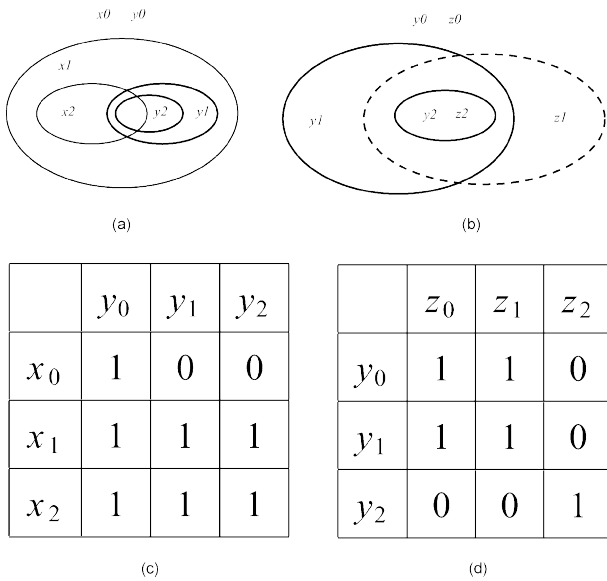 x0 y0
x1
x2 y2 y1
(a)
y0 z0
y1 y2 z2 z1
(b)
y0 y1 y2
x0 1 0 0
x1 1 1 1
x2 1 1 1
(c)
z0 z1 z2
y0 1 1 0
y1 1 1 0
y2 0 0 1
(d)